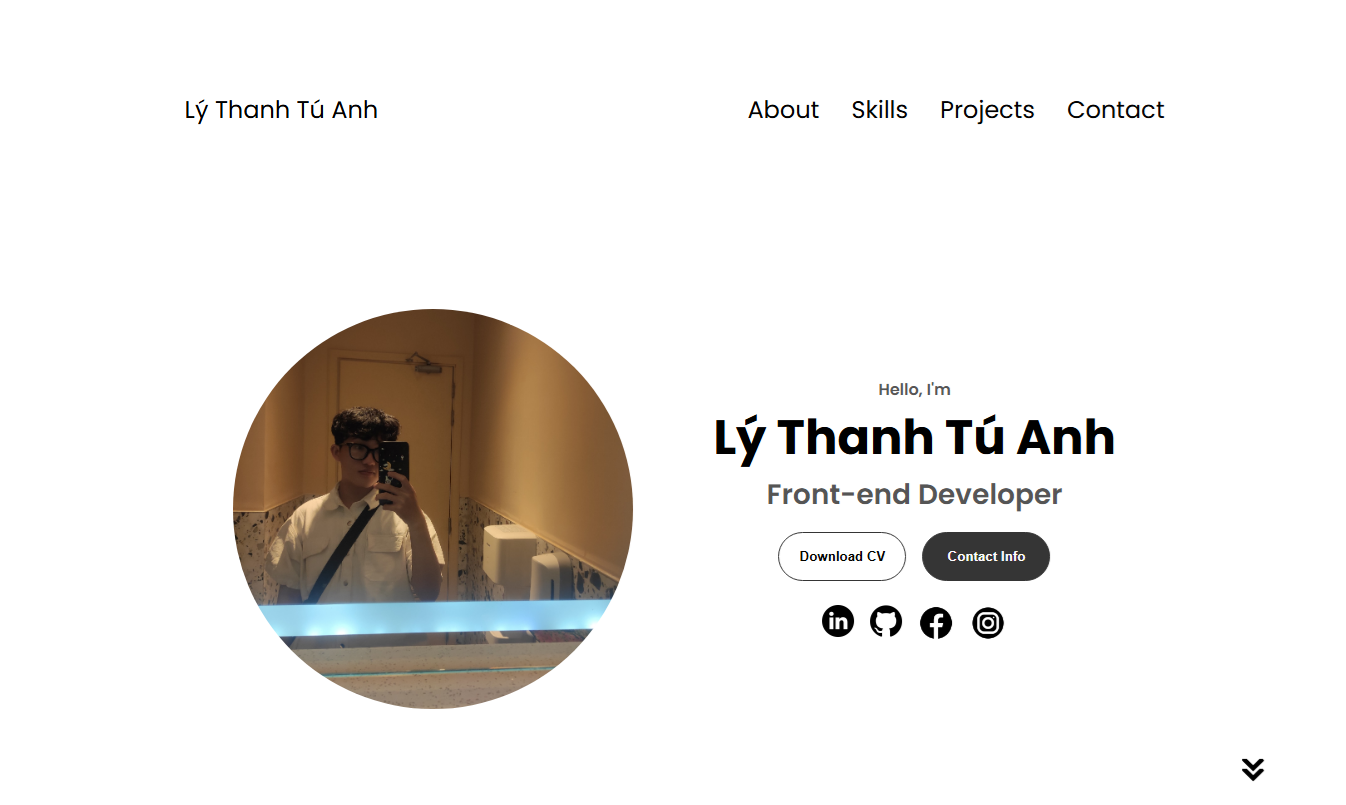 Lý Thanh Tú Anh
About Skills Projects Contact
Hello, I'm
Lý Thanh Tú Anh
Front-end Developer
Download CV
Contact Info
in